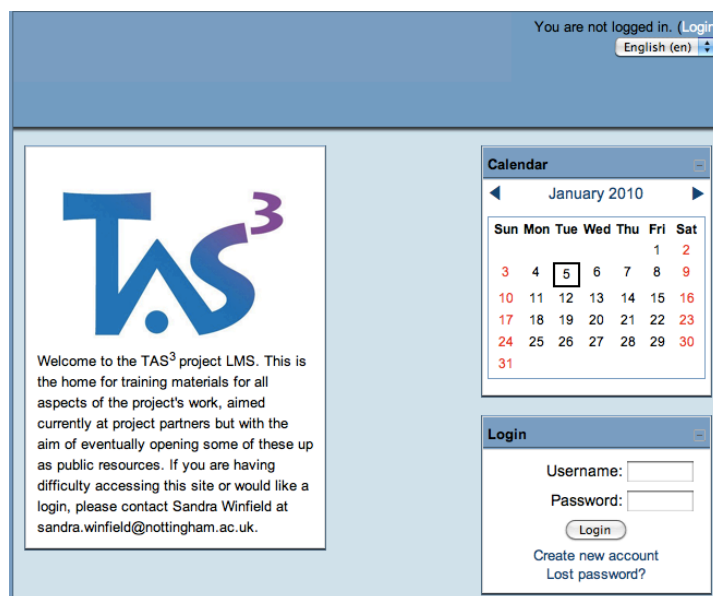 You are not logged in. (Login
English (en)
TAS3
Welcome to the TAS3 project LMS. This is
the home for training materials for all
aspects of the project's work, aimed
currently at project partners but with the
aim of eventually opening some of these up
as public resources. If you are having
difficulty accessing this site or would like a
login, please contact Sandra Winfield at
sandra.winfield@nottingham.ac.uk.
Calendar
January 2010
Sun Mon Tue Wed Thu Fri Sat
1 2
3 4 5 6 7 8 9
10 11 12 13 14 15 16
17 18 19 20 21 22 23
24 25 26 27 28 29 30
31
Login
Username:
Password:
Login
Create new account
Lost password?